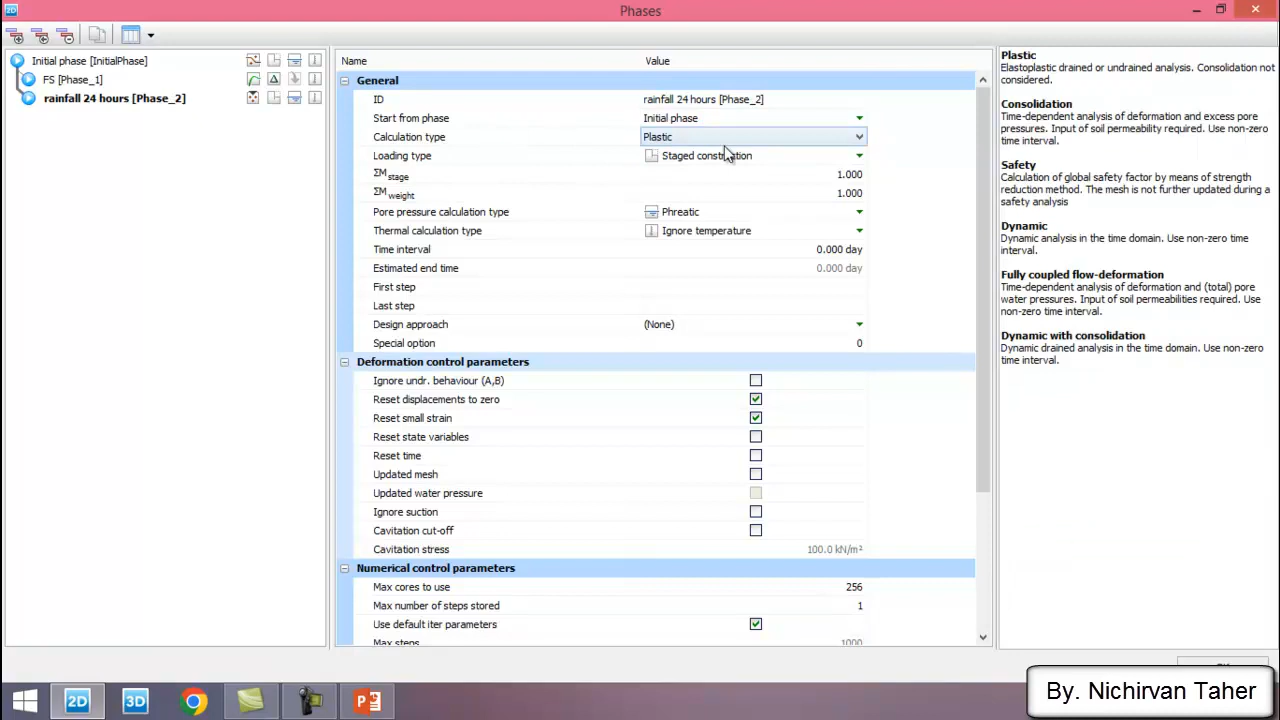 2D
Phases
Initial phase [InitialPhase]
FS [Phase_1]
rainfall 24 hours [Phase_2]
Name Value
General
ID rainfall 24 hours [Phase_2]
Start from phase Initial phase
Calculation type Plastic
Loading type Staged construction
ΣM stage 1.000
ΣM weight 1.000
Pore pressure calculation type Phreatic
Thermal calculation type Ignore temperature
Time interval 0.000 day
Estimated end time 0.000 day
First step
Last step
Design approach (None)
Special option 0
Deformation control parameters
Ignore undr. behaviour (A,B)
Reset displacements to zero
Reset small strain
Reset state variables
Reset time
Updated mesh
Updated water pressure
Ignore suction
Cavitation cut-off
Cavitation stress 100.0 kN/m²
Numerical control parameters
Max cores to use 256
Max number of steps stored 1
Use default iter parameters
Max steps 1000
Plastic
Elastoplastic drained or undrained analysis. Consolidation not
considered.
Consolidation
Time-dependent analysis of deformation and excess pore
pressures. Input of soil permeability required. Use non-zero
time interval.
Safety
Calculation of global safety factor by means of strength
reduction method. The mesh is not further updated during a
safety analysis
Dynamic
Dynamic analysis in the time domain. Use non-zero time
interval.
Fully coupled flow-deformation
Time-dependent analysis of deformation and (total) pore
water pressures. Input of soil permeabilities required. Use
non-zero time interval.
Dynamic with consolidation
Dynamic drained analysis in the time domain. Use non-zero
time interval.
2D 3D
By. Nichirvan Taher